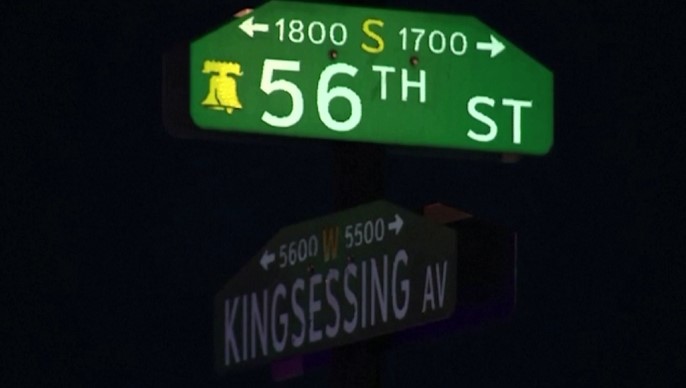 ← 1800 S 1700 →
56TH ST
← 5600 W 5500 →
KINGSESSING AV